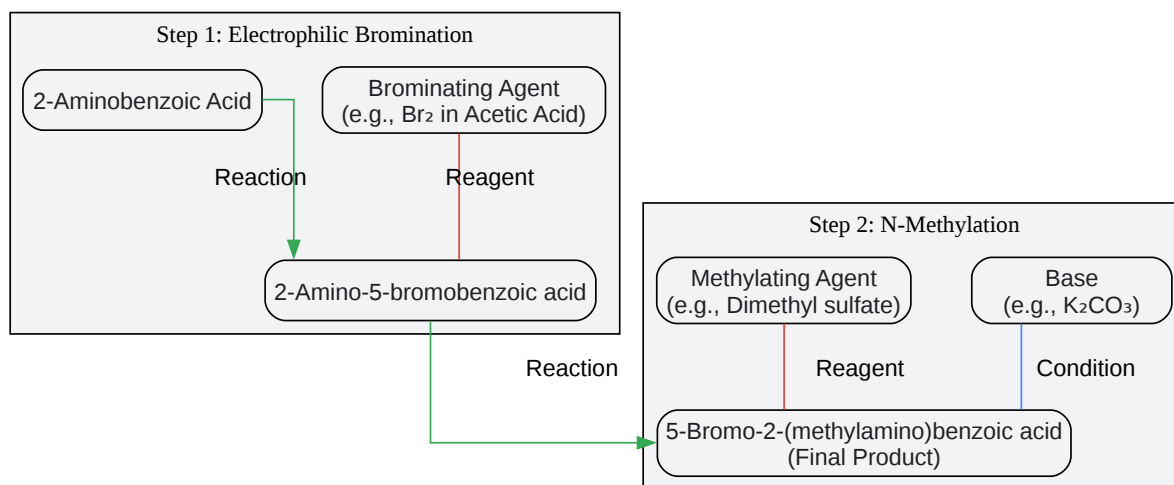 Step 1: Electrophilic Bromination
2-Aminobenzoic Acid
Brominating Agent
(e.g., Br₂ in Acetic Acid)
Reaction
Reagent
2-Amino-5-bromobenzoic acid
Reaction
Step 2: N-Methylation
Methylating Agent
(e.g., Dimethyl sulfate)
Base
(e.g., K₂CO₃)
Reagent
Condition
5-Bromo-2-(methylamino)benzoic acid
(Final Product)